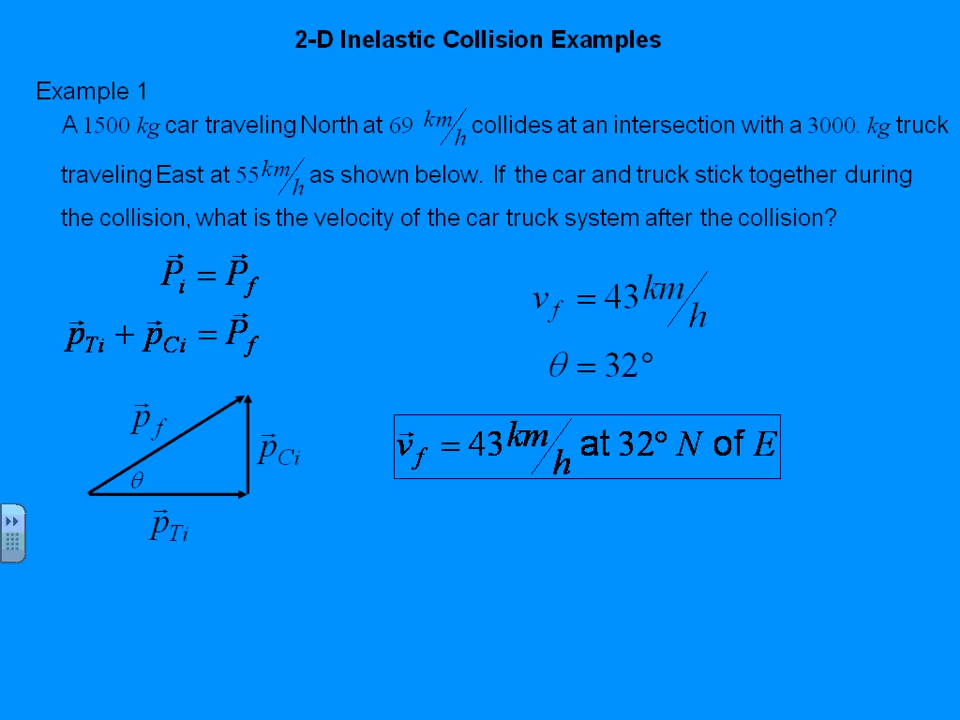 2-D Inelastic Collision Examples
Example 1
A 1500 kg car traveling North at 69 km/h collides at an intersection with a 3000. kg truck
traveling East at 55 km/h as shown below. If the car and truck stick together during
the collision, what is the velocity of the car truck system after the collision?
P⃗i = P⃗f
p⃗Ti + p⃗Ci = P⃗f
vf = 43 km/h
θ = 32°
p⃗f
p⃗Ci
θ
p⃗Ti
v⃗f = 43 km/h at 32° N of E